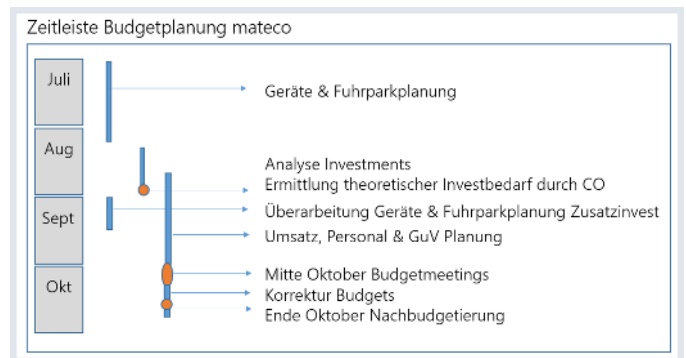 Zeitleiste Budgetplanung mateco
Juli
Geräte & Fuhrparkplanung
Aug
Analyse Investments
Ermittlung theoretischer Investbedarf durch CO
Sept
Überarbeitung Geräte & Fuhrparkplanung Zusatzinvest
Umsatz, Personal & GuV Planung
Okt
Mitte Oktober Budgetmeetings
Korrektur Budgets
Ende Oktober Nachbudgetierung